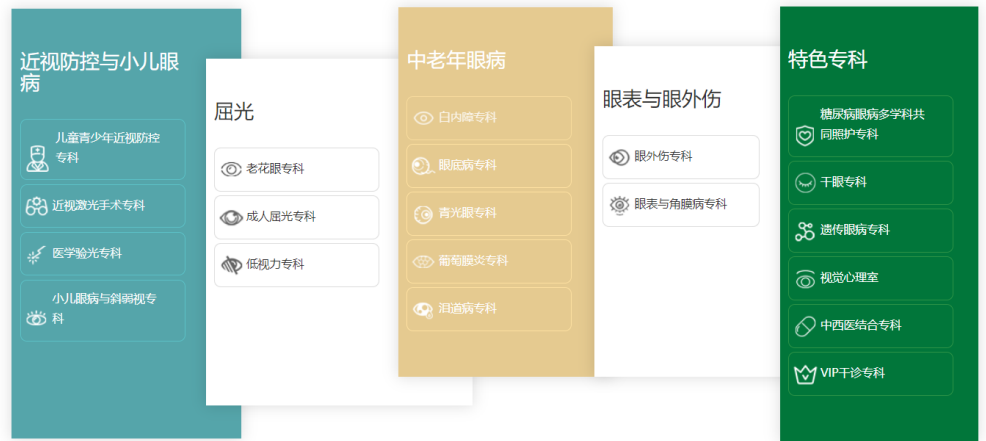 近视防控与小儿眼
病
儿童青少年近视防控
专科
近视激光手术专科
医学验光专科
小儿眼病与斜弱视专
科
屈光
老花眼专科
成人屈光专科
低视力专科
中老年眼病
白内障专科
眼底病专科
青光眼专科
葡萄膜炎专科
泪道病专科
眼表与眼外伤
眼外伤专科
眼表与角膜病专科
特色专科
糖尿病眼病多学科共
同照护专科
干眼专科
遗传眼病专科
视觉心理室
中西医结合专科
VIP干诊专科